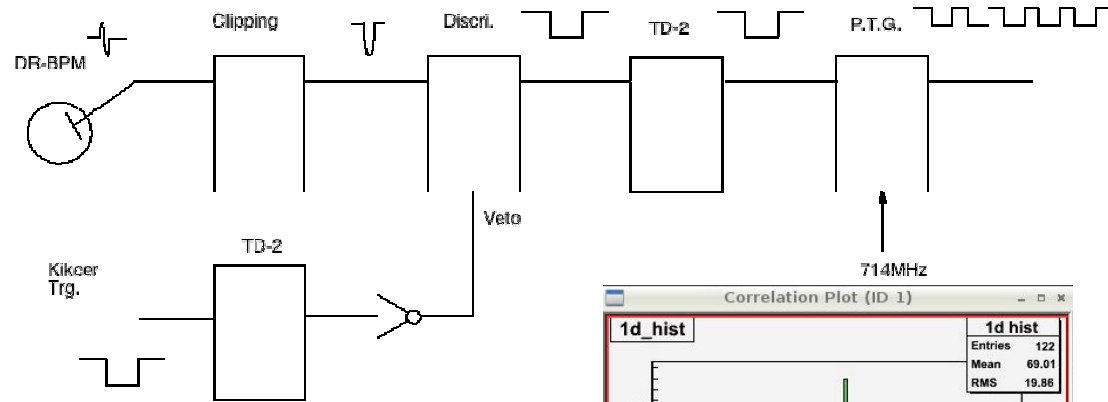 Clipping
Discri.
TD-2
P.T.G.
DR-BPM
Veto
TD-2
Kikcer
Trg.
714MHz
Correlation Plot (ID 1)
1d_hist
1d hist
Entries 122
Mean 69.01
RMS 19.86